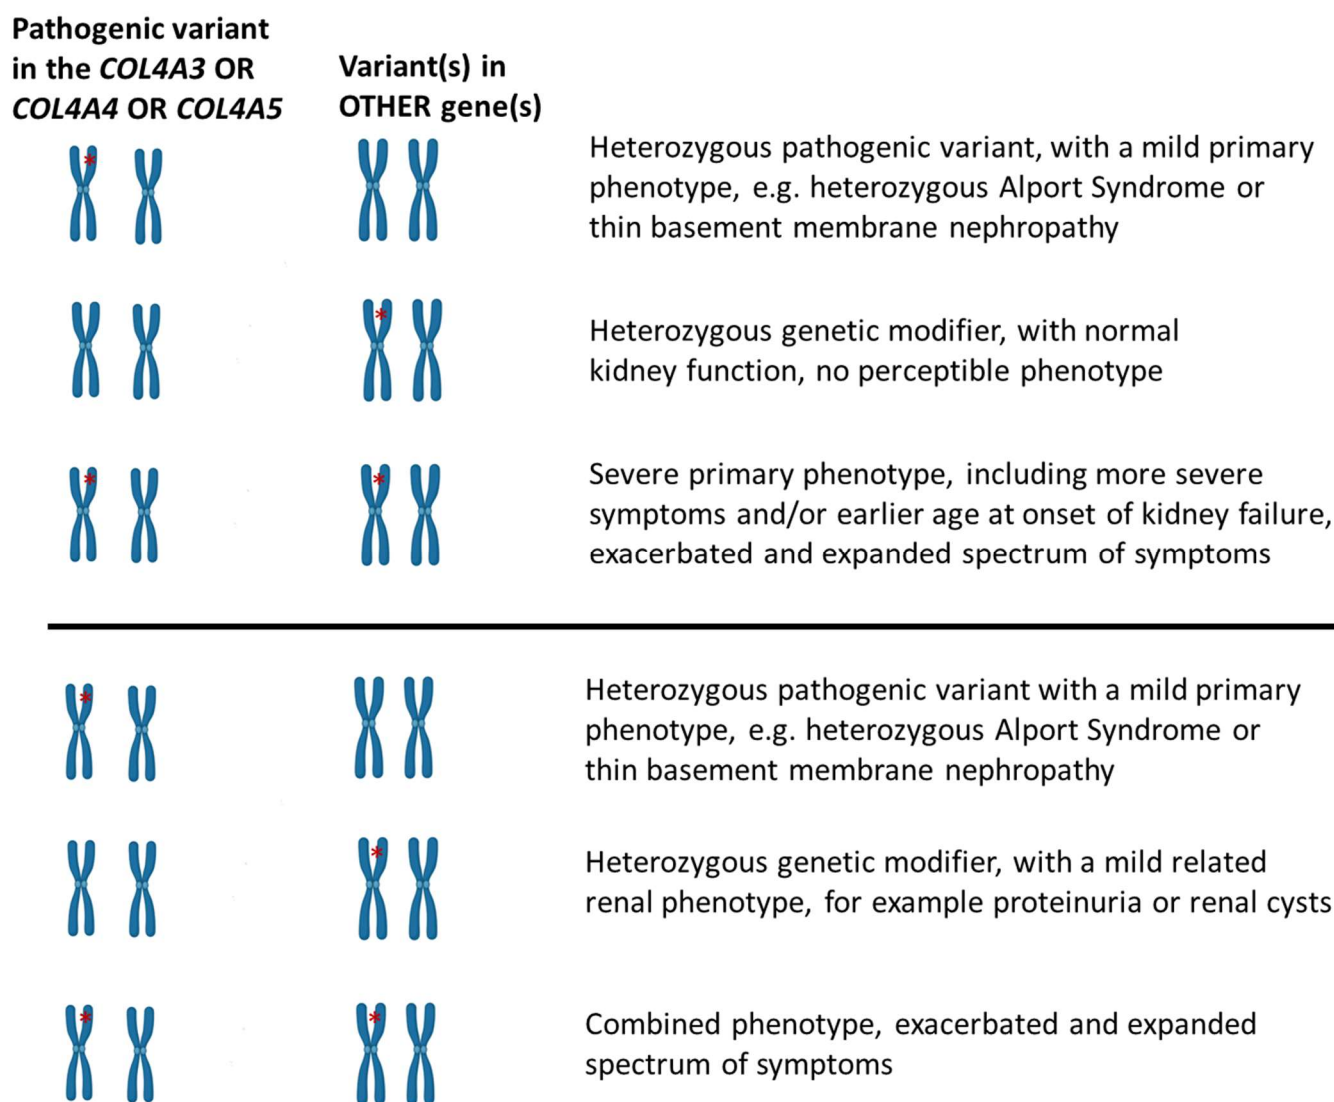 Pathogenic variant
in the COL4A3 OR
COL4A4 OR COL4A5
Variant(s) in
OTHER gene(s)
*
Heterozygous pathogenic variant, with a mild primary
phenotype, e.g. heterozygous Alport Syndrome or
thin basement membrane nephropathy
*
Heterozygous genetic modifier, with normal
kidney function, no perceptible phenotype
* *
Severe primary phenotype, including more severe
symptoms and/or earlier age at onset of kidney failure,
exacerbated and expanded spectrum of symptoms
*
Heterozygous pathogenic variant with a mild primary
phenotype, e.g. heterozygous Alport Syndrome or
thin basement membrane nephropathy
*
Heterozygous genetic modifier, with a mild related
renal phenotype, for example proteinuria or renal cysts
* *
Combined phenotype, exacerbated and expanded
spectrum of symptoms